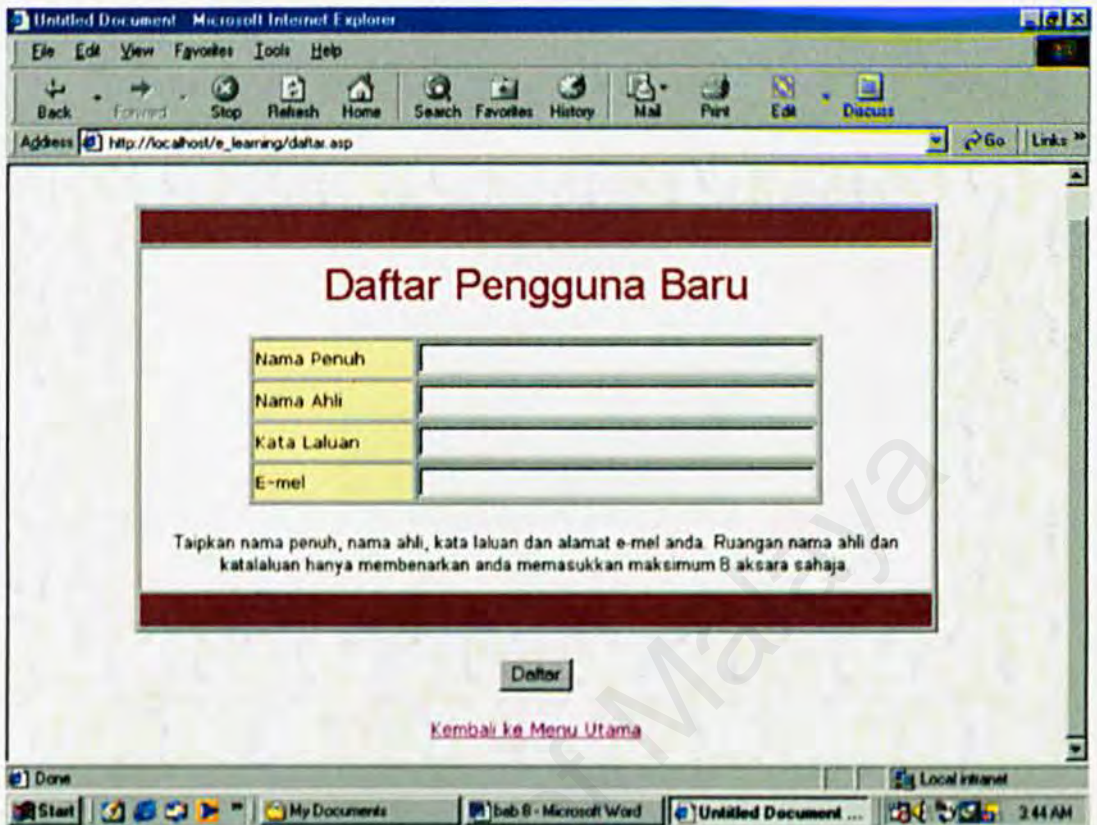 Untitled Document - Microsoft Internet Explorer
File Edit View Favorites Tools Help
Back Forward Stop Refresh Home Search Favorites History Mail Print Edit Discuss
Address http://localhost/e_learning/daftar.asp Go Links »
Daftar Pengguna Baru
Nama Penuh
Nama Ahli
Kata Laluan
E-mel
Taipkan nama penuh, nama ahli, kata laluan dan alamat e-mel anda. Ruangan nama ahli dan
katalaluan hanya membenarkan anda memasukkan maksimum 8 aksara sahaja.
Daftar
Kembali ke Menu Utama
Done Local intranet
Start » My Documents bab 8 - Microsoft Word Untitled Document ... 3:44 AM
f Malaya